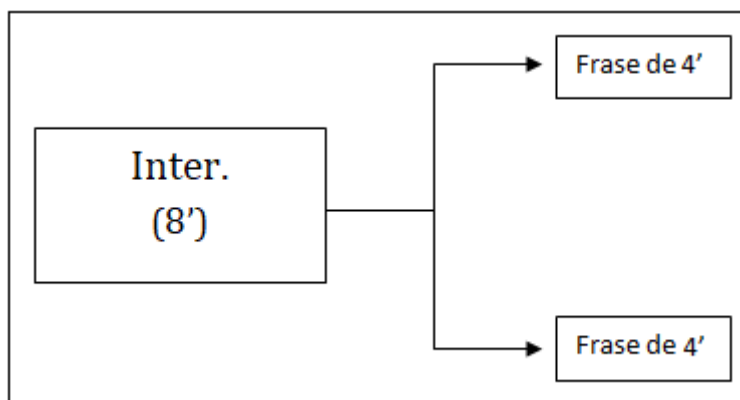 Inter.
(8’)
Frase de 4’
Frase de 4’